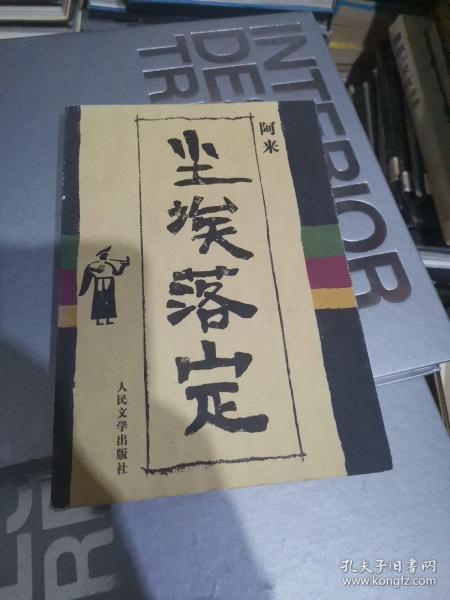 阿来
尘埃落定
人民文学出版社
INTERIOR
DE
TR
孔夫子旧书网
www.kongfz.com